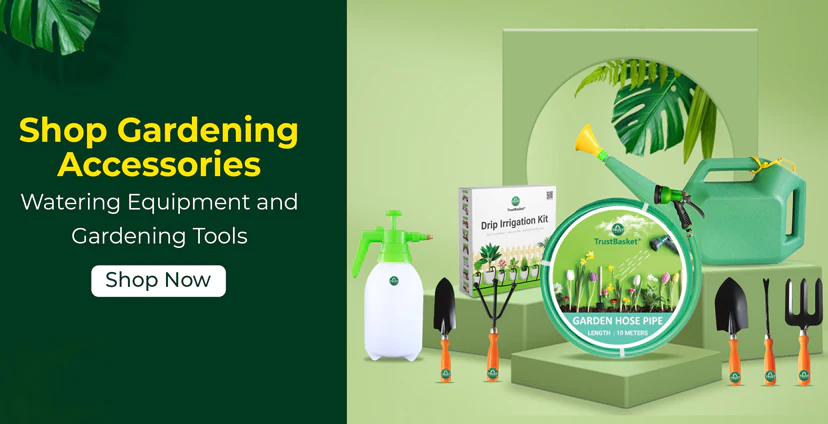 Shop Gardening
Accessories
Watering Equipment and
Gardening Tools
Shop Now
TrustBasket
Drip Irrigation Kit
TrustBasket
GARDEN HOSE PIPE
LENGTH : 10 METERS